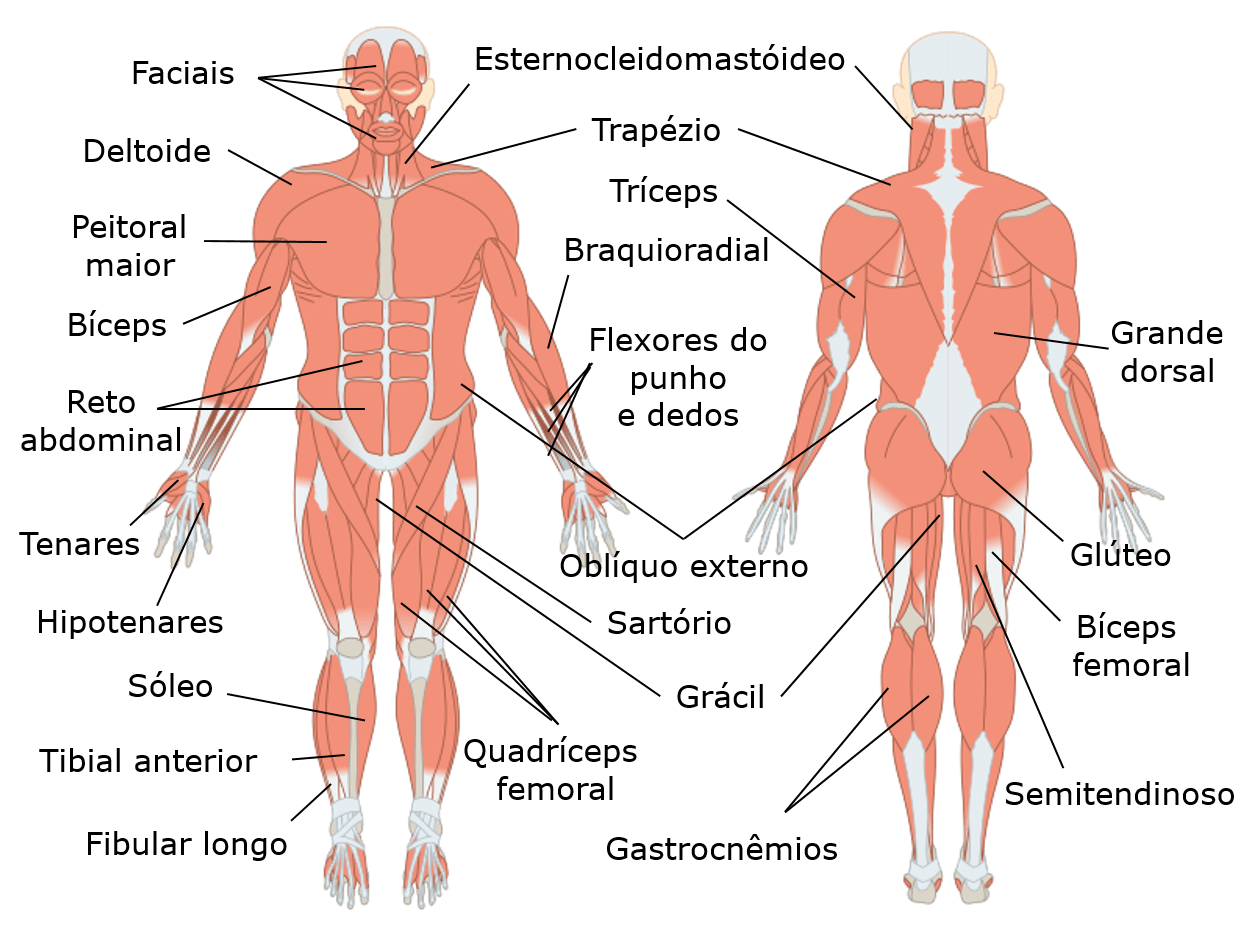 Faciais
Deltoide
Peitoral
maior
Bíceps
Reto
abdominal
Tenares
Hipotenares
Sóleo
Tibial anterior
Fibular longo
Esternocleidomastóideo
Trapézio
Tríceps
Braquioradial
Flexores do
punho
e dedos
Oblíquo externo
Sartório
Grácil
Quadríceps
femoral
Gastrocnêmios
Grande
dorsal
Glúteo
Bíceps
femoral
Semitendinoso